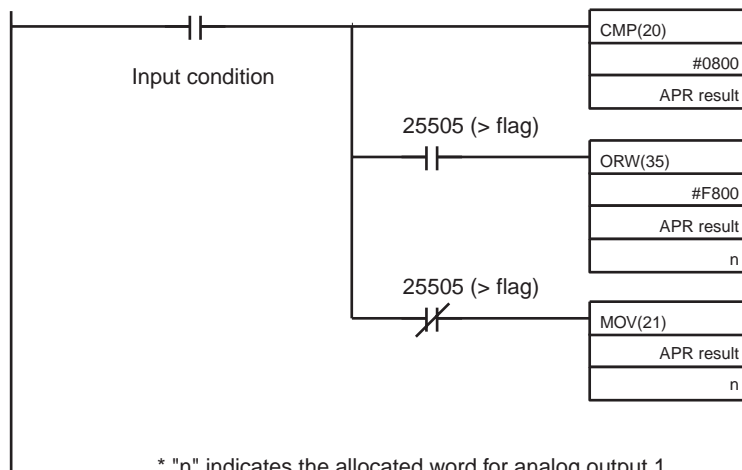 CMP(20)
#0800
APR result
Input condition
25505 (> flag)
ORW(35)
#F800
APR result
n
25505 (> flag)
MOV(21)
APR result
n
* "n" indicates the allocated word for analog output 1.